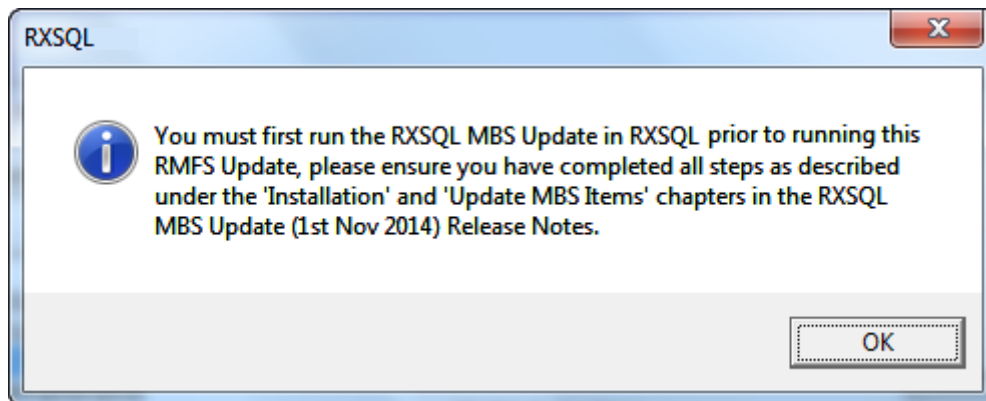 RXSQL
You must first run the RXSQL MBS Update in RXSQL prior to running this
RMFS Update, please ensure you have completed all steps as described
under the 'Installation' and 'Update MBS Items' chapters in the RXSQL
MBS Update (1st Nov 2014) Release Notes.
OK